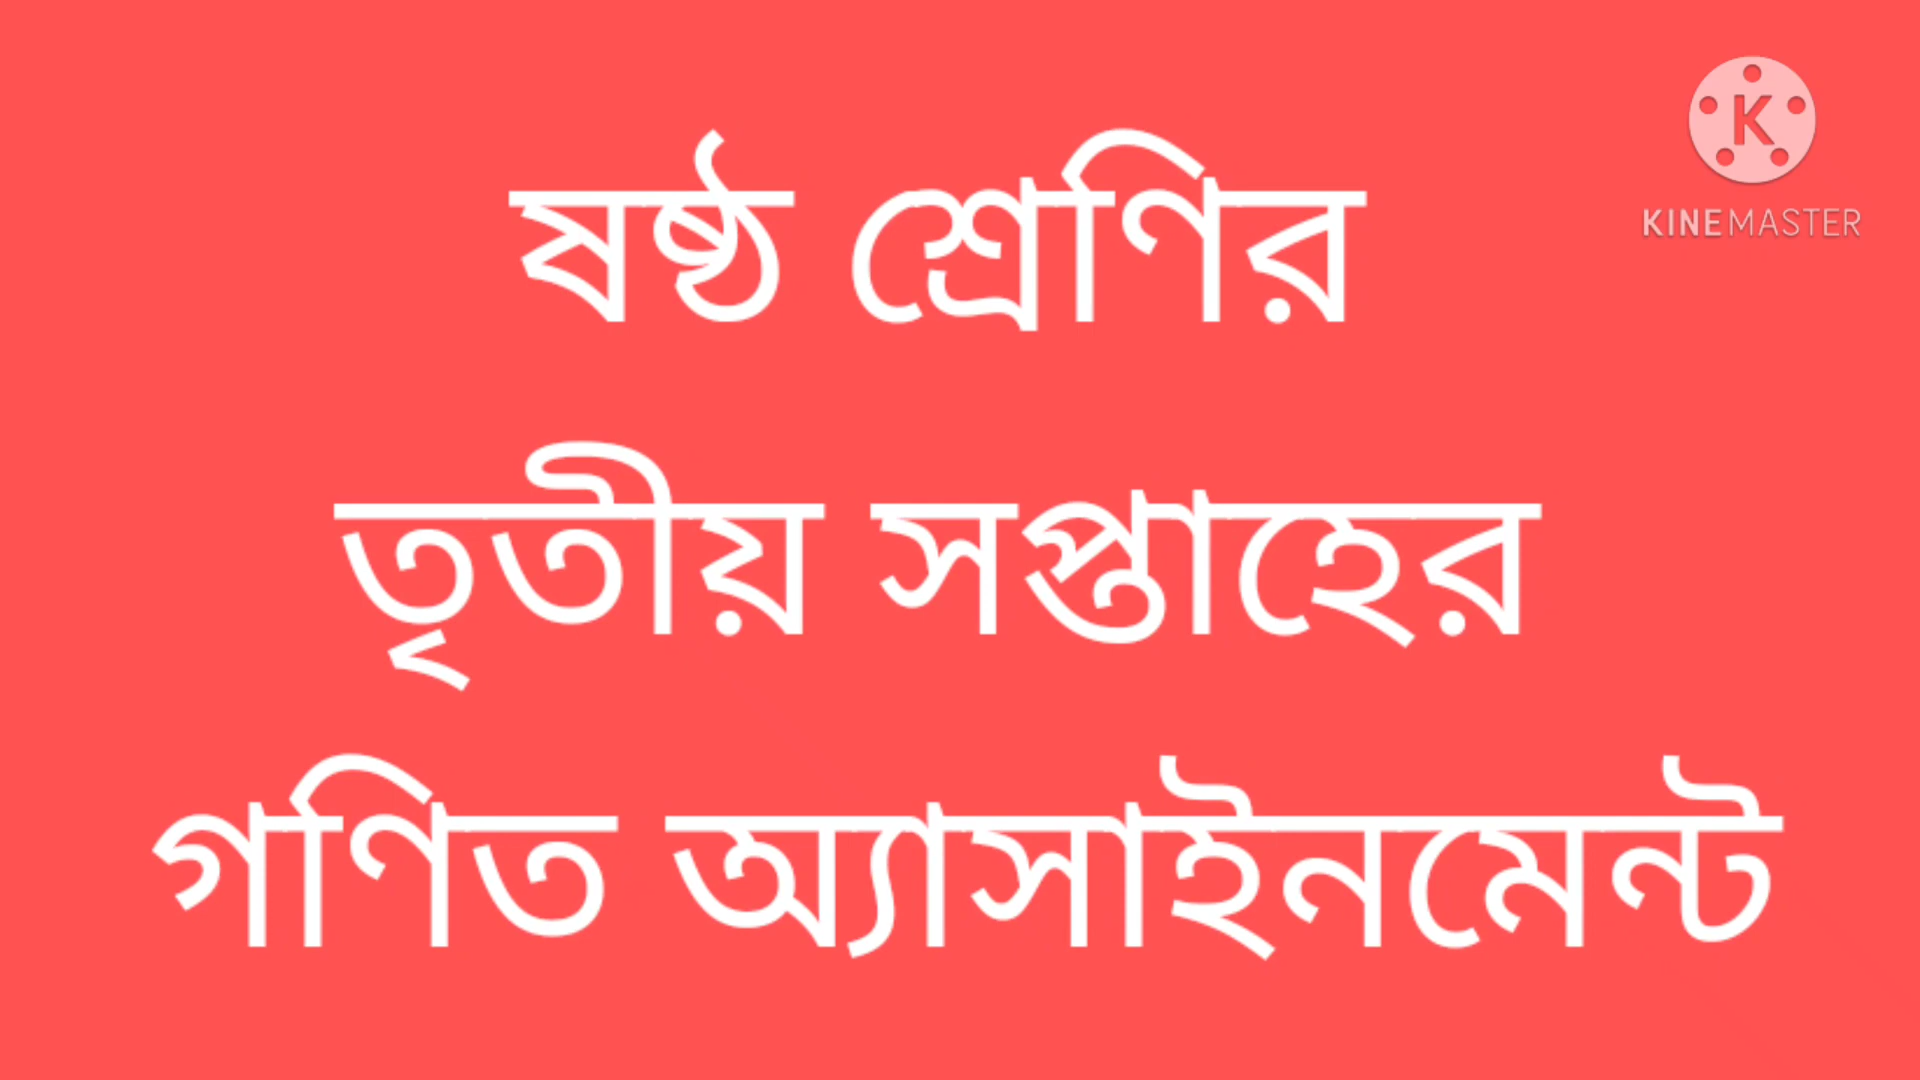 ষষ্ঠ শ্রেণির
KINEMASTER
তৃতীয় সপ্তাহের
গণিত অ্যাসাইনমেন্ট